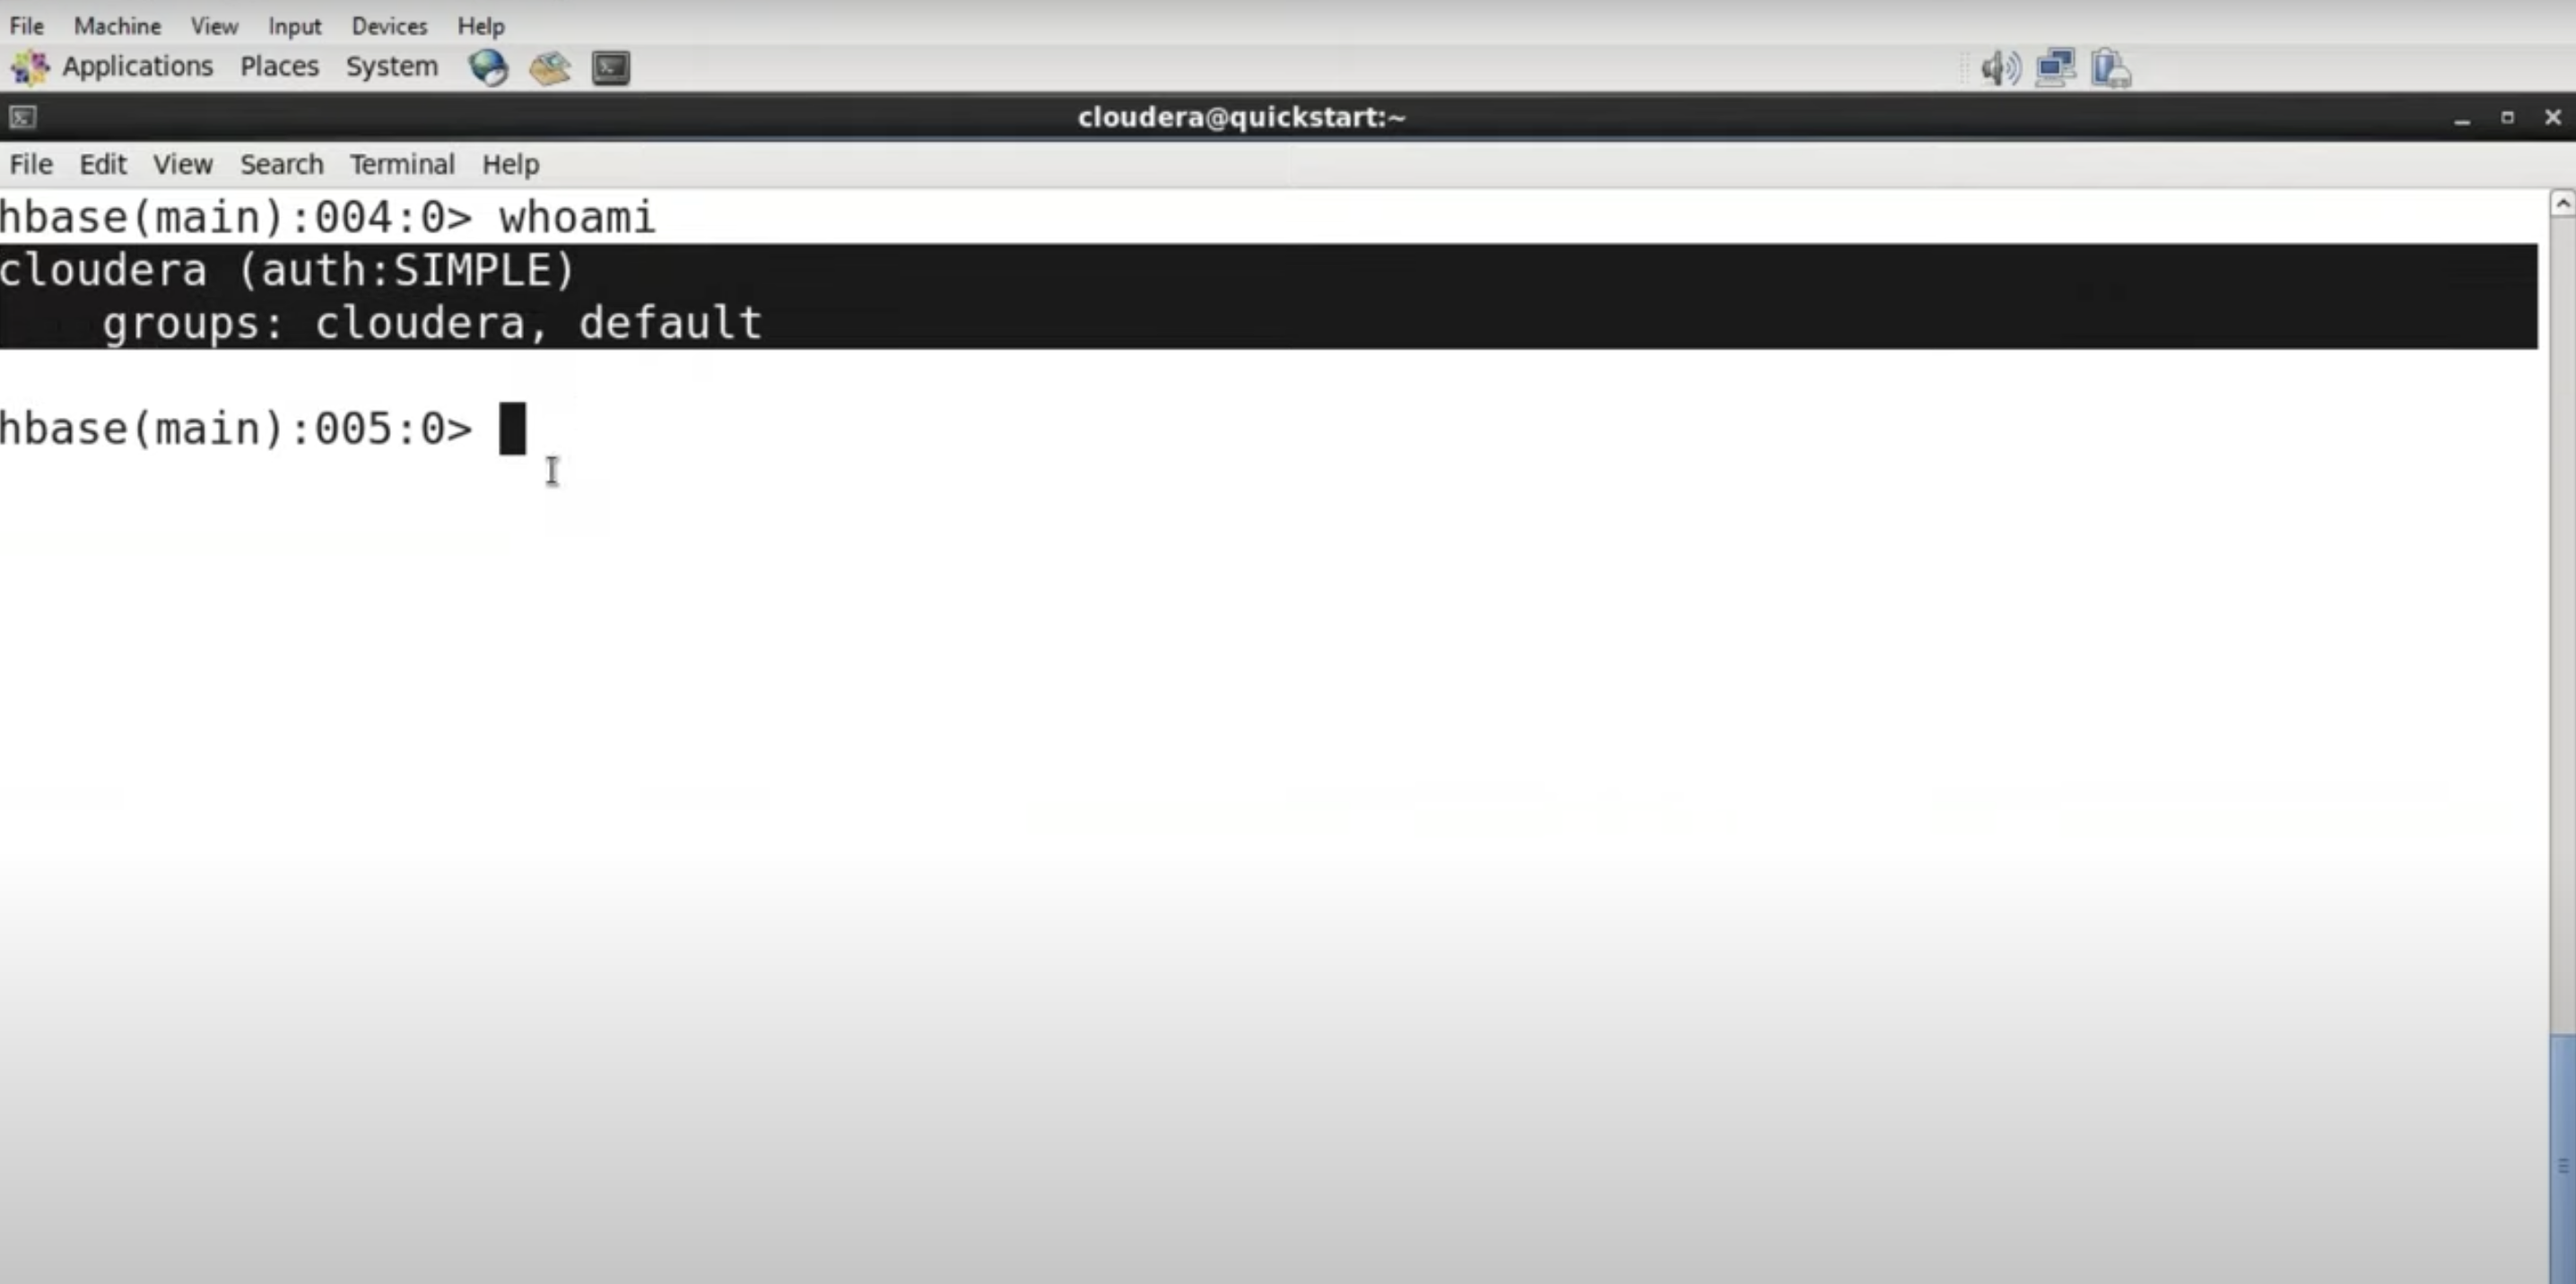 File Machine View Input Devices Help
Applications Places System
cloudera@quickstart:~
File Edit View Search Terminal Help
hbase(main):004:0> whoami
cloudera (auth:SIMPLE)
    groups: cloudera, default
hbase(main):005:0>